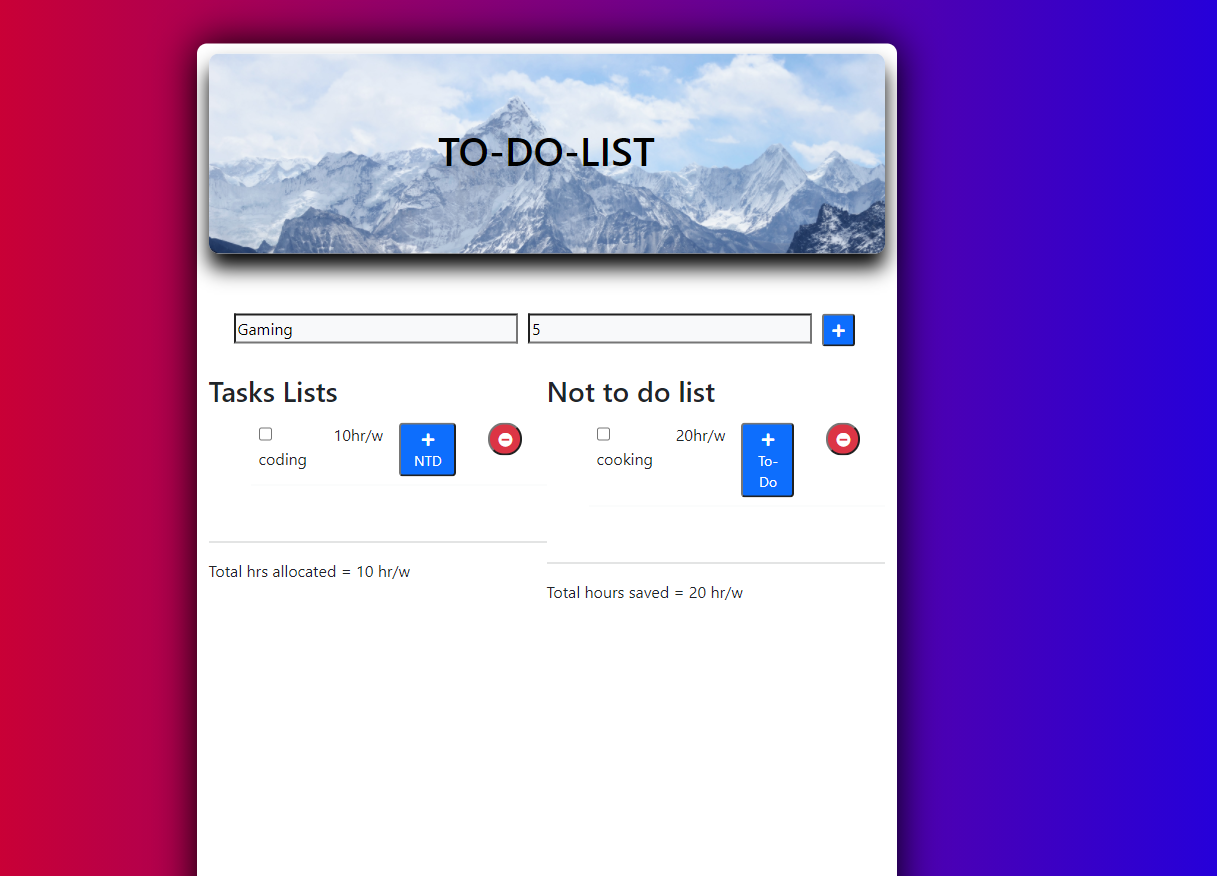 TO-DO-LIST
Gaming
5
Tasks Lists
10hr/w
coding
NTD
Total hrs allocated = 10 hr/w
Not to do list
20hr/w
cooking
To-
Do
Total hours saved = 20 hr/w